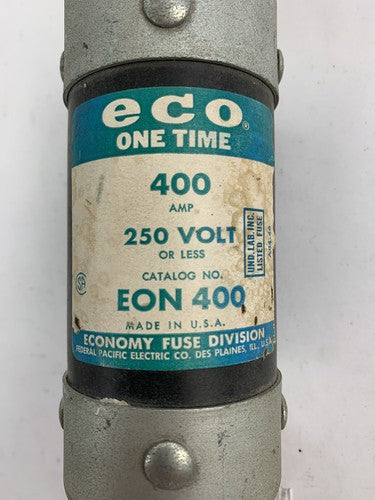 eco®
ONE TIME
400
AMP
250 VOLT
OR LESS
CATALOG NO.
EON 400
MADE IN U.S.A.
ECONOMY FUSE DIVISION
FEDERAL PACIFIC ELECTRIC CO. DES PLAINES, ILL., U.S.A.
UND. LAB. INC.
LISTED FUSE